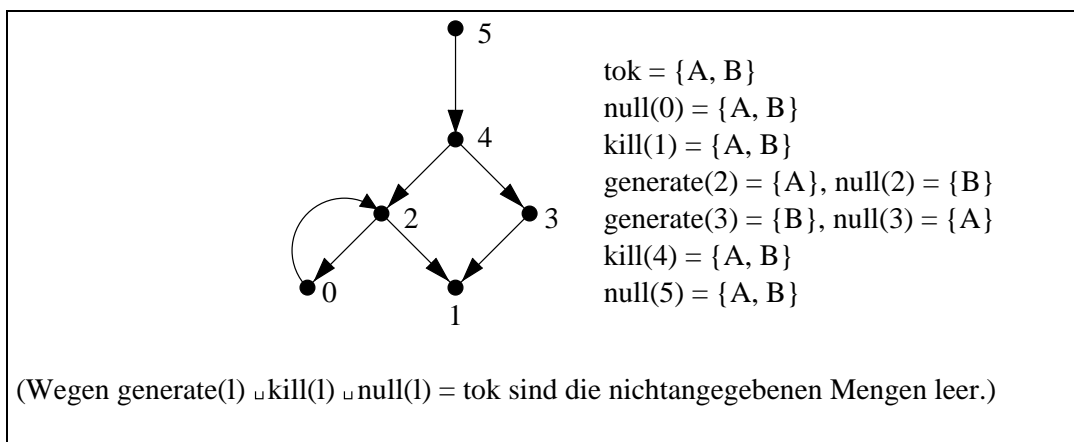 5
tok = {A, B}
null(0) = {A, B}
4
kill(1) = {A, B}
generate(2) = {A}, null(2) = {B}
2
3
generate(3) = {B}, null(3) = {A}
kill(4) = {A, B}
0
null(5) = {A, B}
1
(Wegen generate(l) ⊔ kill(l) ⊔ null(l) = tok sind die nichtangegebenen Mengen leer.)